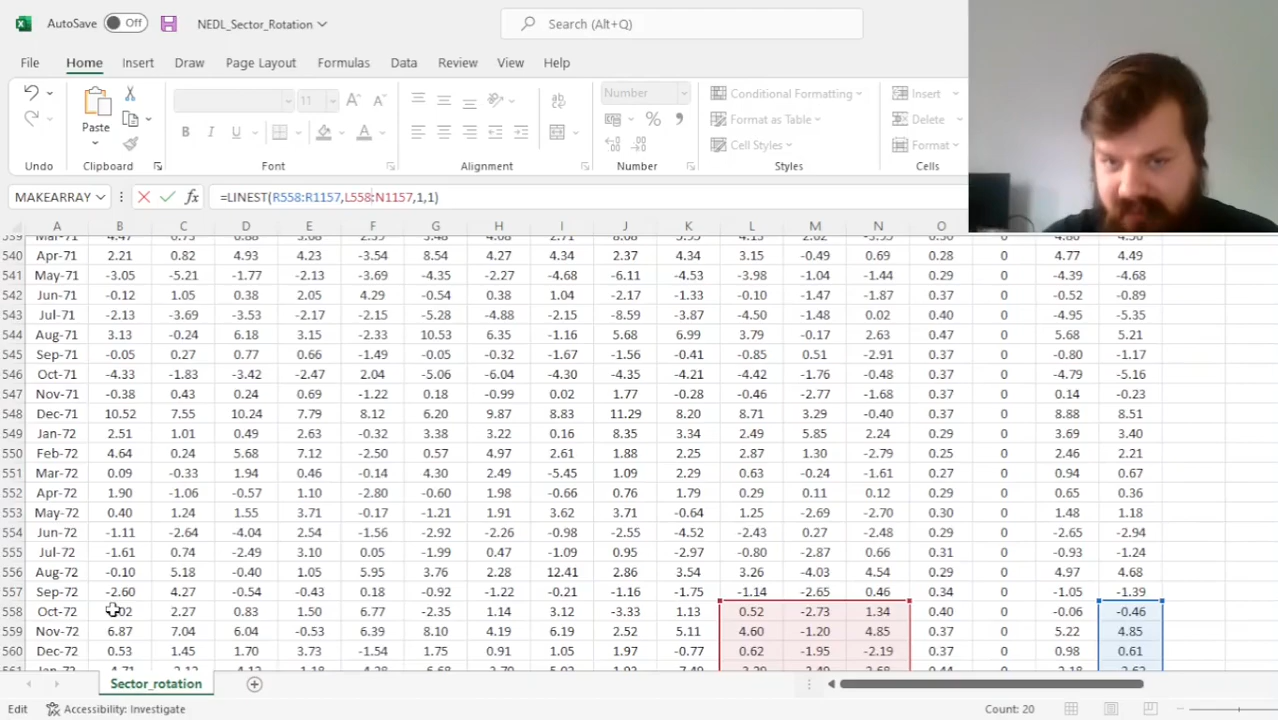 AutoSave Off NEDL_Sector_Rotation Search (Alt+Q)
File Home Insert Draw Page Layout Formulas Data Review View Help
11 A A Number Conditional Formatting Insert
Paste B I U A % Format as Table Delete
Cell Styles Format
Undo Clipboard Font Alignment Number Styles Cells
MAKEARRAY fx =LINEST(R558:R1157,L558:N1157,1,1)
A B C D E F G H I J K L M N O
540 Apr-71 2.21 0.82 4.93 4.23 -3.54 8.54 4.27 4.34 2.37 4.34 3.15 -0.49 0.69 0.28 0 4.77 4.49
541 May-71 -3.05 -5.21 -1.77 -2.13 -3.69 -4.35 -2.27 -4.68 -6.11 -4.53 -3.98 -1.04 -1.44 0.29 0 -4.39 -4.68
542 Jun-71 -0.12 1.05 0.38 2.05 4.29 -0.54 0.38 1.04 -2.17 -1.33 -0.10 -1.47 -1.87 0.37 0 -0.52 -0.89
543 Jul-71 -2.13 -3.69 -3.53 -2.17 -2.15 -5.28 -4.88 -2.15 -8.59 -3.87 -4.50 -1.48 0.02 0.40 0 -4.95 -5.35
544 Aug-71 3.13 -0.24 6.18 3.15 -2.33 10.53 6.35 -1.16 5.68 6.99 3.79 -0.17 2.63 0.47 0 5.68 5.21
545 Sep-71 -0.05 0.27 0.77 0.66 -1.49 -0.05 -0.32 -1.67 -1.56 -0.41 -0.85 0.51 -2.91 0.37 0 -0.80 -1.17
546 Oct-71 -4.33 -1.83 -3.42 -2.47 2.04 -5.06 -6.04 -4.30 -4.35 -4.21 -4.42 -1.76 -0.48 0.37 0 -4.79 -5.16
547 Nov-71 -0.38 0.43 0.24 0.69 -1.22 0.18 -0.99 0.02 1.77 -0.28 -0.46 -2.77 -1.68 0.37 0 0.14 -0.23
548 Dec-71 10.52 7.55 10.24 7.79 8.12 6.20 9.87 8.83 11.29 8.20 8.71 3.29 -0.40 0.37 0 8.88 8.51
549 Jan-72 2.51 1.01 0.49 2.63 -0.32 3.38 3.22 0.16 8.35 3.34 2.49 5.85 2.24 0.29 0 3.69 3.40
550 Feb-72 4.64 0.24 5.68 7.12 -2.50 0.57 4.97 2.61 1.88 2.25 2.87 1.30 -2.79 0.25 0 2.46 2.21
551 Mar-72 0.09 -0.33 1.94 0.46 -0.14 4.30 2.49 -5.45 1.09 2.29 0.63 -0.24 -1.61 0.27 0 0.94 0.67
552 Apr-72 1.90 -1.06 -0.57 1.10 -2.80 -0.60 1.98 -0.66 0.76 1.79 0.29 0.11 0.12 0.29 0 0.65 0.36
553 May-72 0.40 1.24 1.55 3.71 -0.17 -1.21 1.91 3.62 3.71 -0.64 1.25 -2.69 -2.70 0.30 0 1.48 1.18
554 Jun-72 -1.11 -2.64 -4.04 2.54 -1.56 -2.92 -2.26 -0.98 -2.55 -4.52 -2.43 0.27 -2.48 0.29 0 -2.65 -2.94
555 Jul-72 -1.61 0.74 -2.49 3.10 0.05 -1.99 0.47 -1.09 0.95 -2.97 -0.80 -2.87 0.66 0.31 0 -0.93 -1.24
556 Aug-72 -0.10 5.18 -0.40 1.05 5.95 3.76 2.28 12.41 2.86 3.54 3.26 -4.03 4.54 0.29 0 4.97 4.68
557 Sep-72 -2.60 4.27 -0.54 -0.43 0.18 -0.92 -1.22 -0.21 -1.16 -1.75 -1.14 -2.65 0.46 0.34 0 -1.05 -1.39
558 Oct-72 2.27 0.83 1.50 6.77 -2.35 1.14 3.12 -3.33 1.13 0.52 -2.73 1.34 0.40 0 -0.06 -0.46
559 Nov-72 6.87 7.04 6.04 -0.53 6.39 8.10 4.19 6.19 2.52 5.11 4.60 -1.20 4.85 0.37 0 5.22 4.85
560 Dec-72 0.53 1.45 1.70 3.73 -1.54 1.75 0.91 1.05 1.97 -0.77 0.62 -1.95 -2.19 0.37 0 0.98 0.61
Sector_rotation
Edit Accessibility: Investigate Count: 20